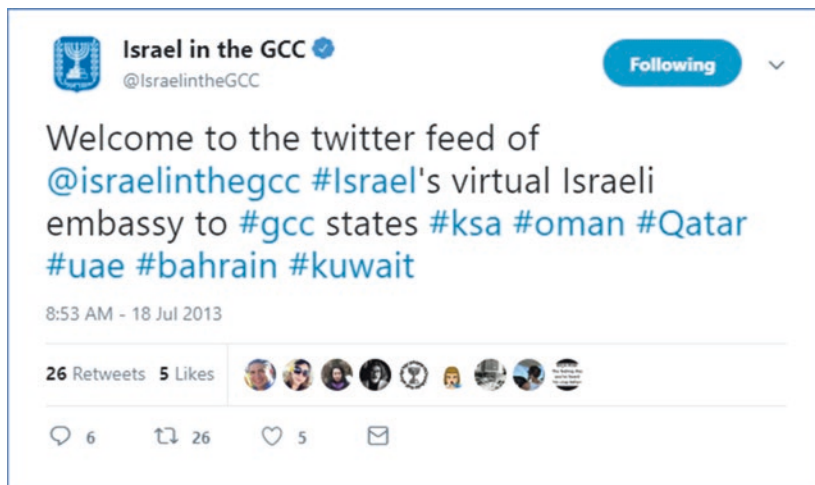 Israel in the GCC
@IsraelintheGCC
Following
Welcome to the twitter feed of
@israelinthegcc #Israel's virtual Israeli
embassy to #gcc states #ksa #oman #Qatar
#uae #bahrain #kuwait
8:53 AM - 18 Jul 2013
26 Retweets 5 Likes
6 26 5